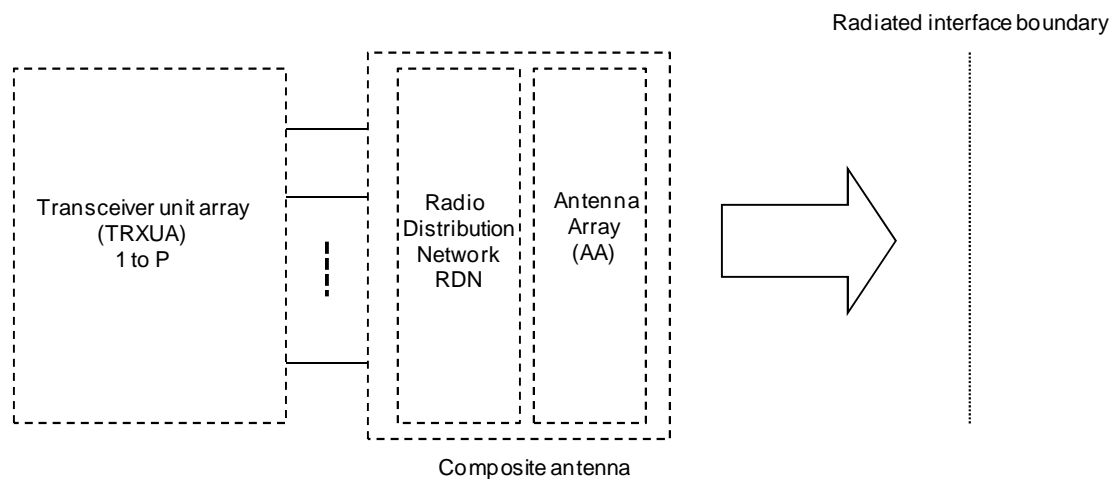 Radiated interface boundary
Transceiver unit array
(TRXUA)
1 to P
Radio
Distribution
Network
RDN
Antenna
Array
(AA)
Composite antenna